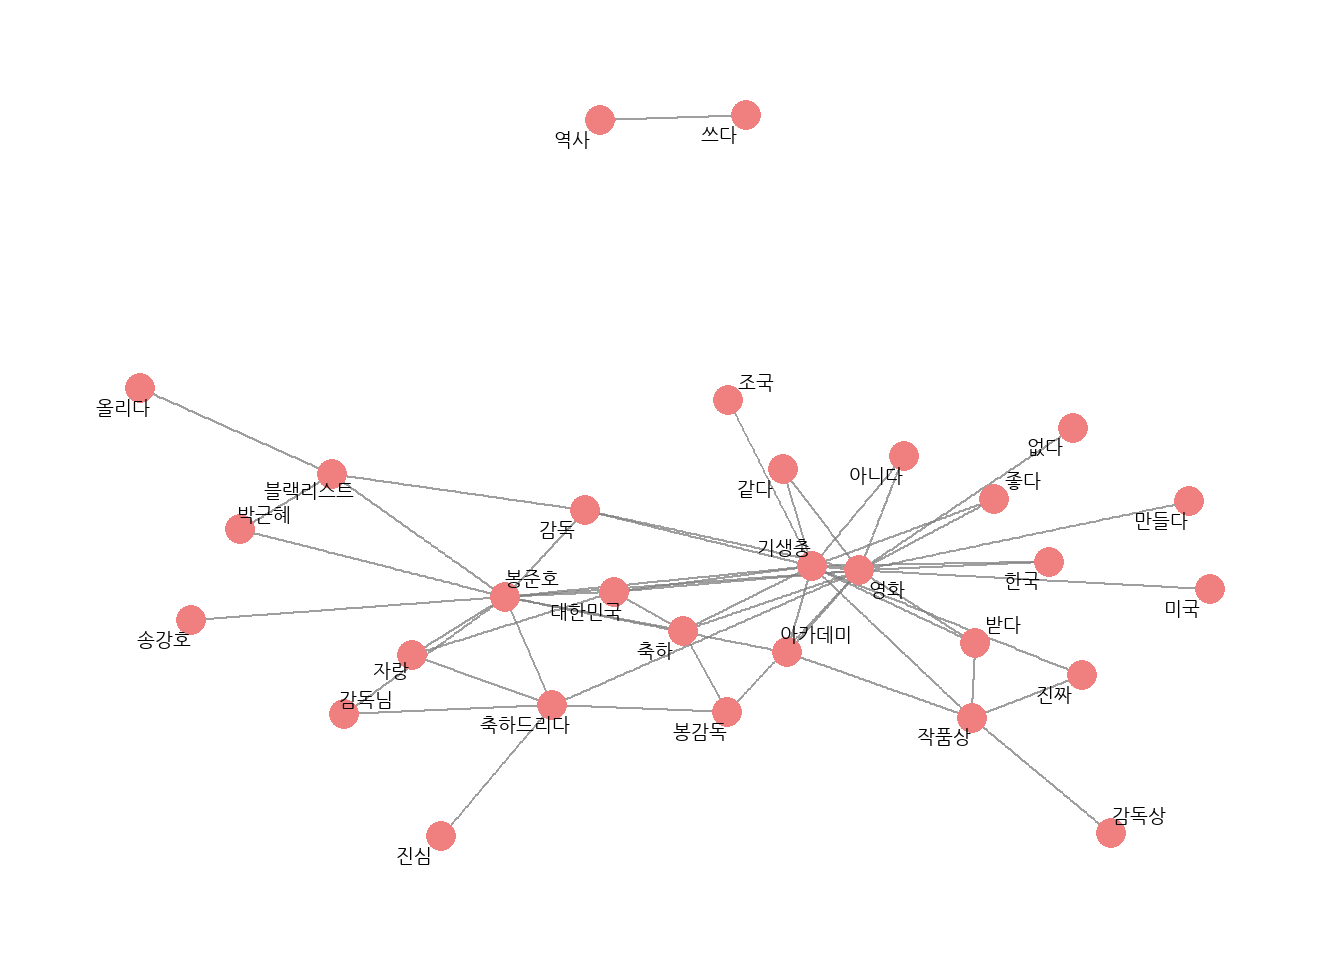 역사
쓰다
조국
올리다
없다
아니다
좋다
같다
블랙리스트
박근혜
만들다
감독
기생충
봉준호
한국
영화
미국
대한민국
받다
아카데미
송강호
축하
자랑
진짜
감독님
축하드리다
봉감독
작품상
감독상
진심